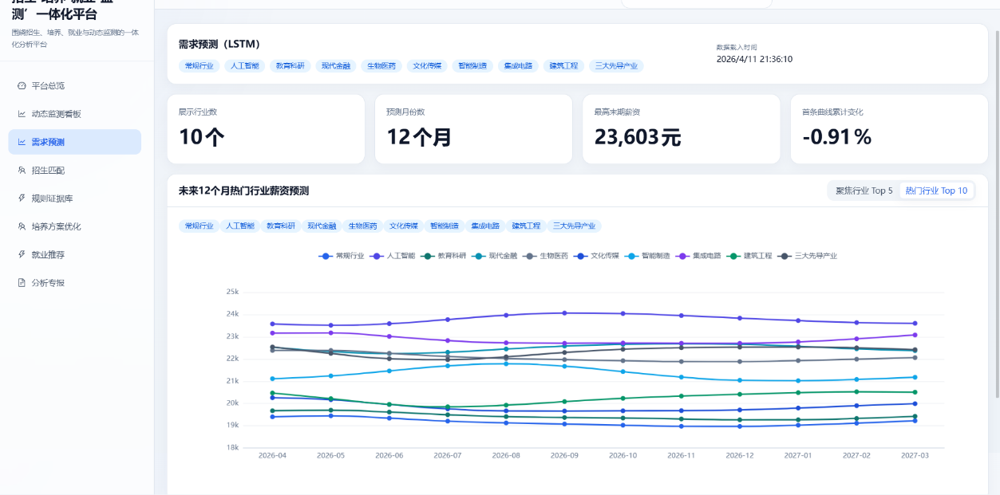 测’一体化平台
围绕招生、培养、就业与动态监测的一体
化分析平台
平台总览
动态监测看板
需求预测
招生匹配
规则证据库
培养方案优化
就业推荐
分析专报
需求预测（LSTM）
常规行业 人工智能 教育科研 现代金融 生物医药 文化传媒 智能制造 集成电路 建筑工程 三大先导产业
数据载入时间
2026/4/11 21:36:10
展示行业数
10个
预测月份数
12个月
最高末期薪资
23,603元
首条曲线累计变化
-0.91%
未来12个月热门行业薪资预测
聚焦行业 Top 5 热门行业 Top 10
常规行业 人工智能 教育科研 现代金融 生物医药 文化传媒 智能制造 集成电路 建筑工程 三大先导产业
常规行业 人工智能 教育科研 现代金融 生物医药 文化传媒 智能制造 集成电路 建筑工程 三大先导产业
25k
24k
23k
22k
21k
20k
19k
18k
2026-04 2026-05 2026-06 2026-07 2026-08 2026-09 2026-10 2026-11 2026-12 2027-01 2027-02 2027-03